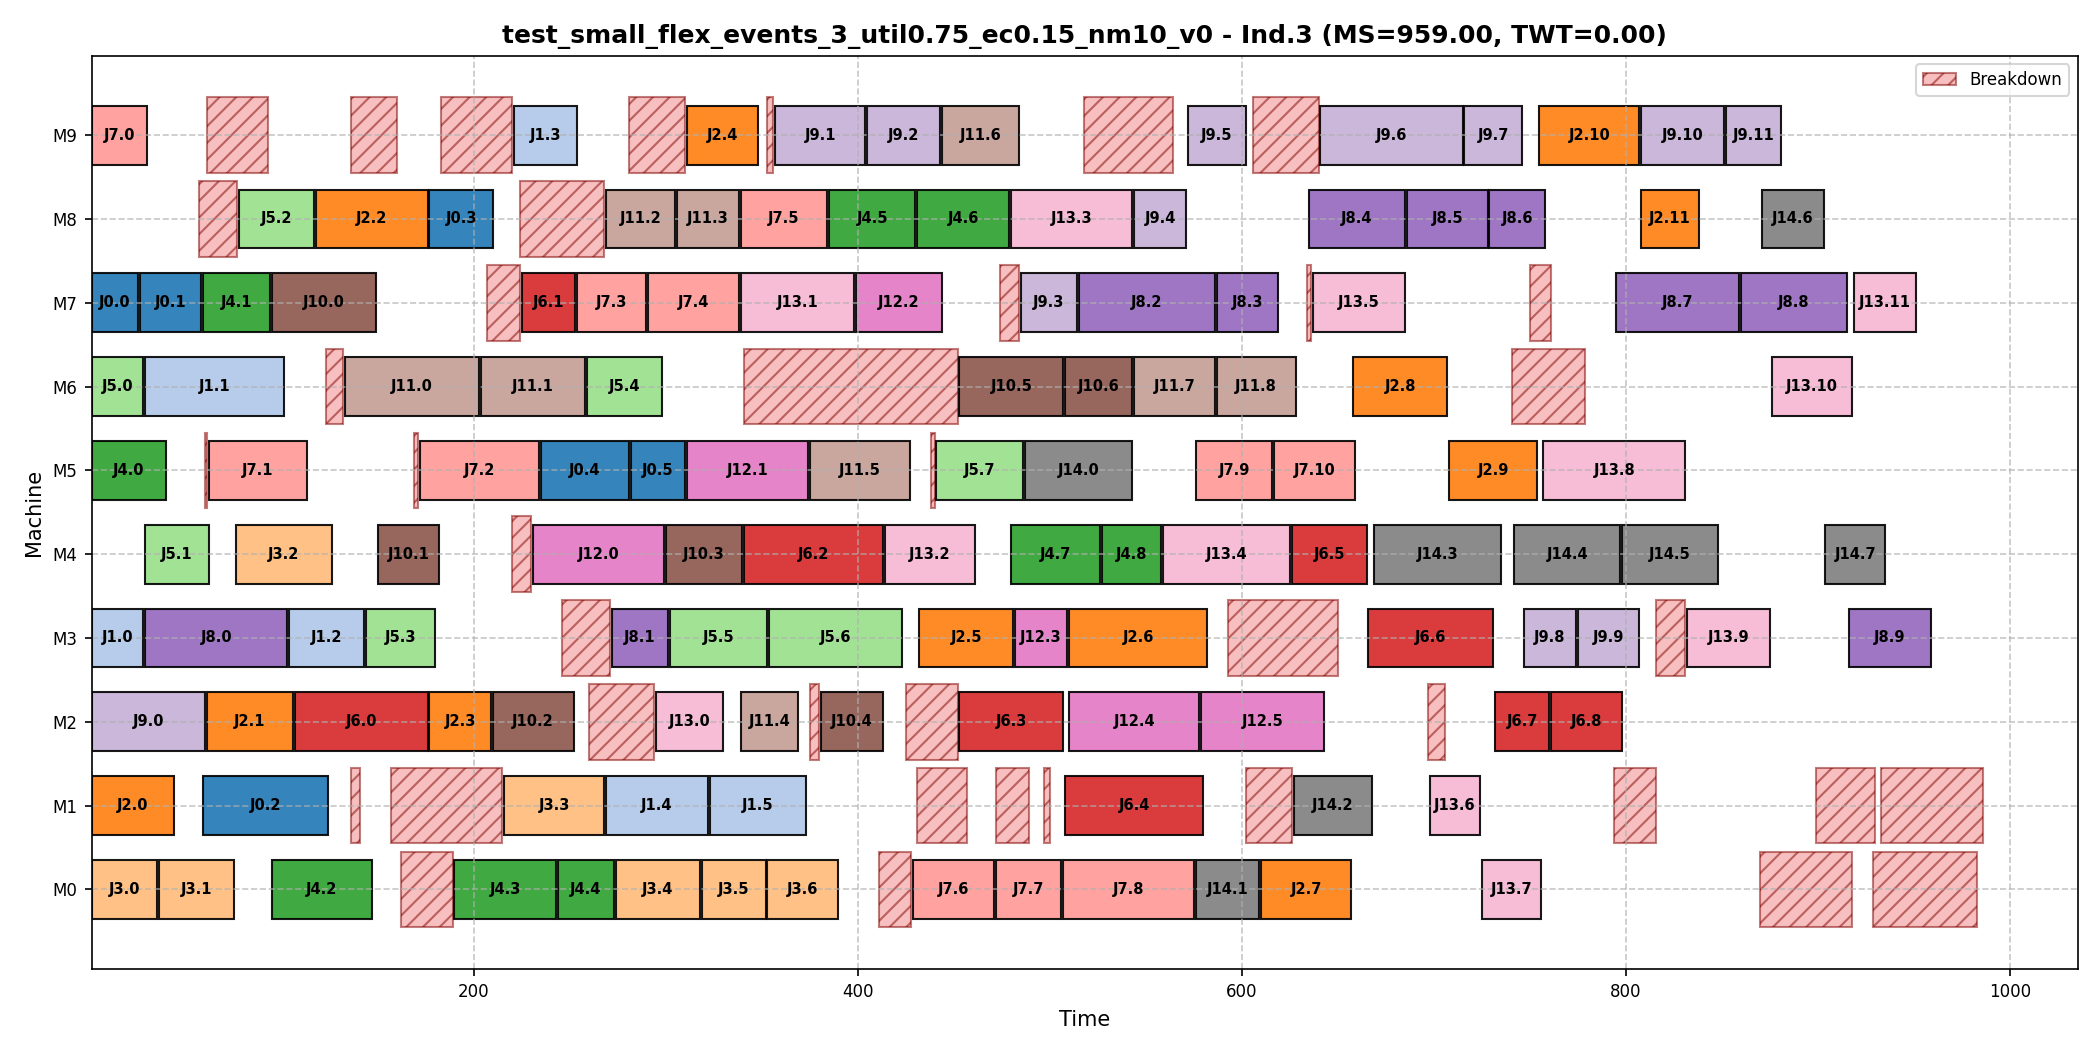 test_small_flex_events_3_util0.75_ec0.15_nm10_v0 - Ind.3 (MS=959.00, TWT=0.00)
Breakdown
M9 J7.0 J1.3 J2.4 J9.1 J9.2 J11.6 J9.5 J9.6 J9.7 J2.10 J9.10 J9.11
M8 J5.2 J2.2 J0.3 J11.2 J11.3 J7.5 J4.5 J4.6 J13.3 J9.4 J8.4 J8.5 J8.6 J2.11 J14.6
M7 J0.0 J0.1 J4.1 J10.0 J6.1 J7.3 J7.4 J13.1 J12.2 J9.3 J8.2 J8.3 J13.5 J8.7 J8.8 J13.11
M6 J5.0 J1.1 J11.0 J11.1 J5.4 J10.5 J10.6 J11.7 J11.8 J2.8 J13.10
M5 J4.0 J7.1 J7.2 J0.4 J0.5 J12.1 J11.5 J5.7 J14.0 J7.9 J7.10 J2.9 J13.8
Machine
M4 J5.1 J3.2 J10.1 J12.0 J10.3 J6.2 J13.2 J4.7 J4.8 J13.4 J6.5 J14.3 J14.4 J14.5 J14.7
M3 J1.0 J8.0 J1.2 J5.3 J8.1 J5.5 J5.6 J2.5 J12.3 J2.6 J6.6 J9.8 J9.9 J13.9 J8.9
M2 J9.0 J2.1 J6.0 J2.3 J10.2 J13.0 J11.4 J10.4 J6.3 J12.4 J12.5 J6.7 J6.8
M1 J2.0 J0.2 J3.3 J1.4 J1.5 J6.4 J14.2 J13.6
M0 J3.0 J3.1 J4.2 J4.3 J4.4 J3.4 J3.5 J3.6 J7.6 J7.7 J7.8 J14.1 J2.7 J13.7
200 400 600 800 1000
Time